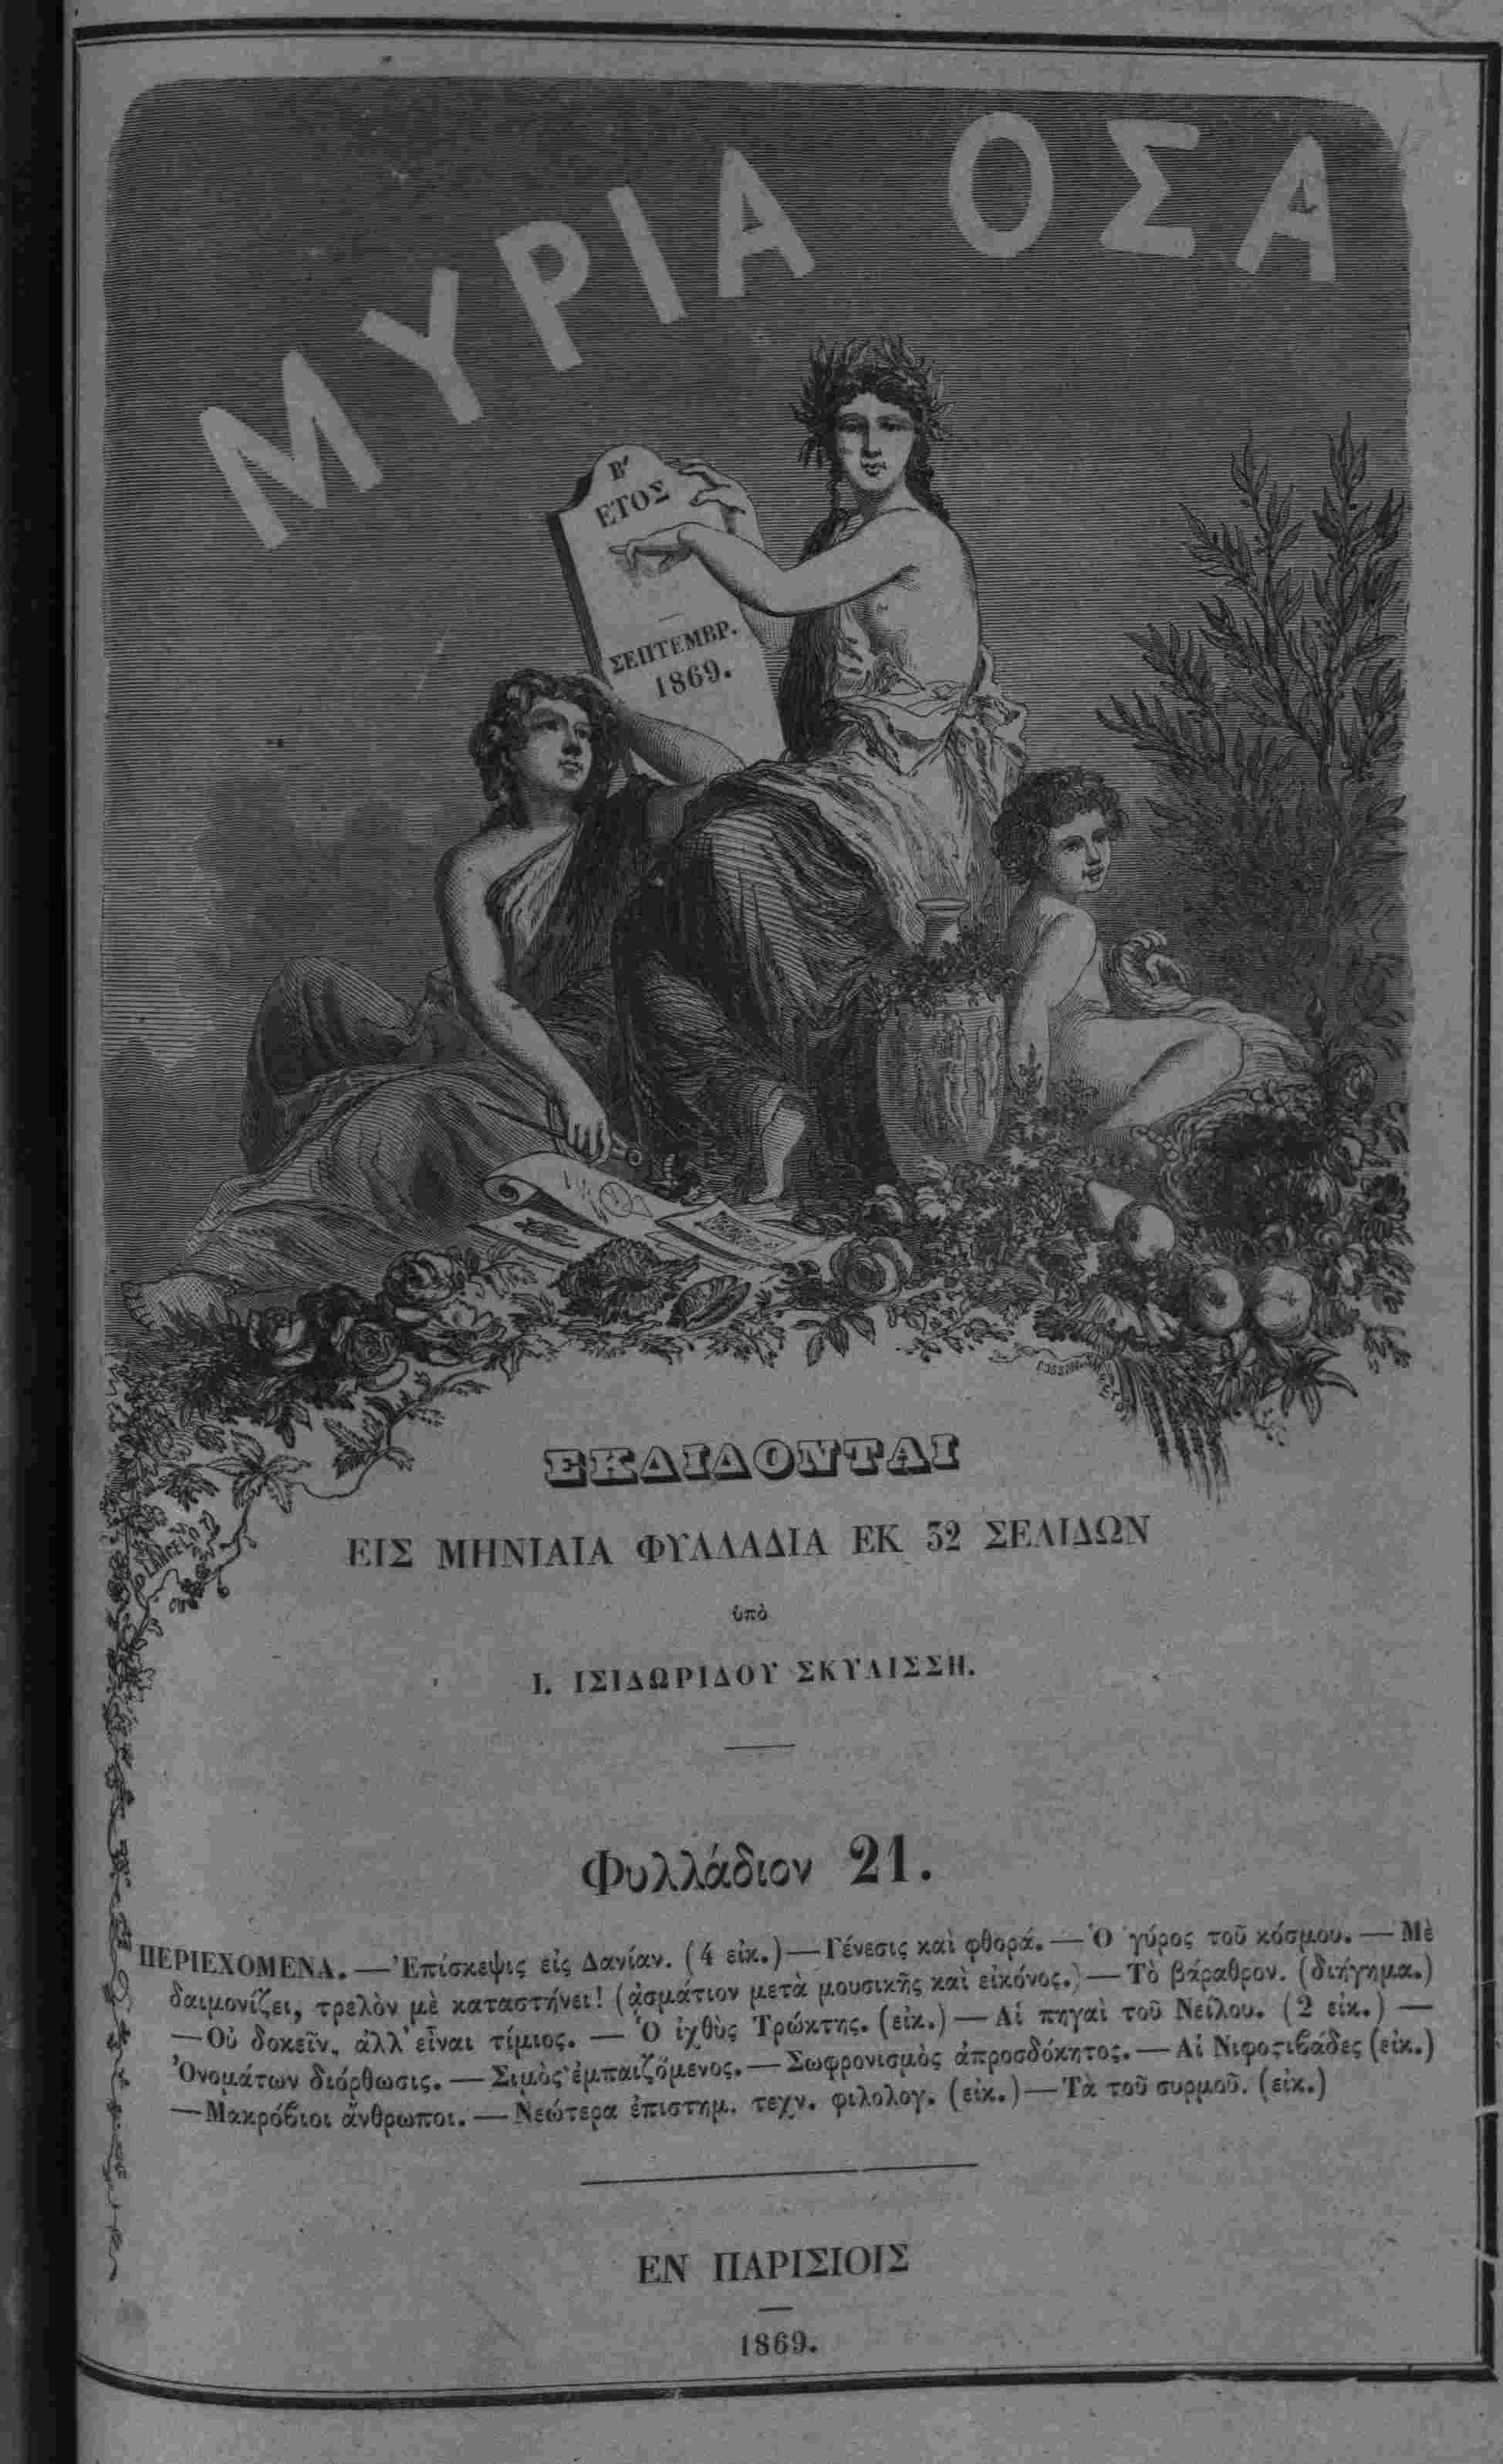 ΜΥΡΙΑ ΟΣΑ
Β′
ΕΤΟΣ
ΣΕΠΤΕΜΒΡ.
1869.
ΕΚΔΙΔΟΝΤΑΙ
ΕΙΣ ΜΗΝΙΑΙΑ ΦΥΛΛΑΔΙΑ ΕΚ 32 ΣΕΛΙΔΩΝ
ὑπὸ
Ι. ΙΣΙΔΩΡΙΔΟΥ ΣΚΥΛΙΣΣΗ.
Φυλλάδιον 21.
ΠΕΡΙΕΧΟΜΕΝΑ. — Ἐπίσκεψις εἰς Δανίαν. (4 εἰκ.) — Γένεσις καὶ φθορά. — Ὁ γύρος τοῦ κόσμου. — Μὲ
δαιμονίζει, τρελὸν μὲ καταστήνει! (ᾀσμάτιον μετὰ μουσικῆς καὶ εἰκόνος.) — Τὸ βάραθρον. (διήγημα.)
— Οὐ δοκεῖν, ἀλλ' εἶναι τίμιος. — Ὁ ἰχθὺς Τρώκτης. (εἰκ.) — Αἱ πηγαὶ τοῦ Νείλου. (2 εἰκ.) —
Ὀνομάτων διόρθωσις. — Σιμὸς ἐμπαιζόμενος. — Σωφρονισμὸς ἀπροσδόκητος. — Αἱ Νιφοστιβάδες (εἰκ.)
— Μακρόβιοι ἄνθρωποι. — Νεώτερα ἐπιστημ. τεχν. φιλολογ. (εἰκ.) — Τὰ τοῦ συρμοῦ. (εἰκ.)
ΕΝ ΠΑΡΙΣΙΟΙΣ
1869.